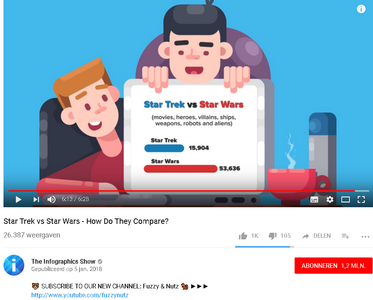 Star Trek vs Star Wars
(movies, heroes, villains, ships,
weapons, robots and aliens)
Star Trek
15,904
Star Wars
53,636
6:12 / 6:28
Star Trek vs Star Wars - How Do They Compare?
26.387 weergaven
1K 105 DELEN
The Infographics Show
Gepubliceerd op 5 jan. 2018
ABONNEREN 1,2 MLN.
SUBSCRIBE TO OUR NEW CHANNEL: Fuzzy & Nutz
http://www.youtube.com/fuzzynutz